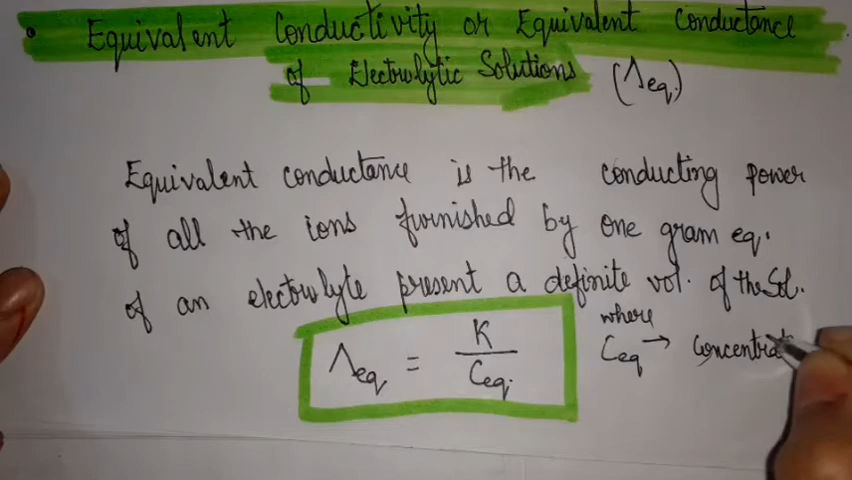 • Equivalent Conductivity or Equivalent Conductance
of Electrolytic Solutions (Λeq.)
Equivalent conductance is the conducting power
of all the ions furnished by one gram eq.
of an electrolyte present a definite vol. of the Sol.
Λeq = K / Ceq.
where
Ceq → Concentrat